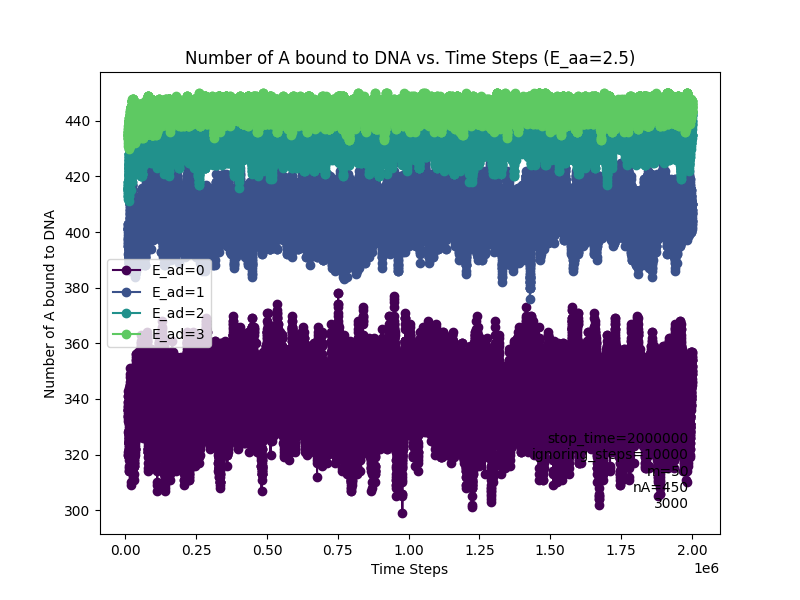 Number of A bound to DNA vs. Time Steps (E_aa=2.5)
Number of A bound to DNA
440
420
400
380
360
340
320
300
E_ad=0
E_ad=1
E_ad=2
E_ad=3
stop_time=2000000
ignoring_steps=10000
m=90
nA=450
3000
0.00 0.25 0.50 0.75 1.00 1.25 1.50 1.75 2.00
1e6
Time Steps